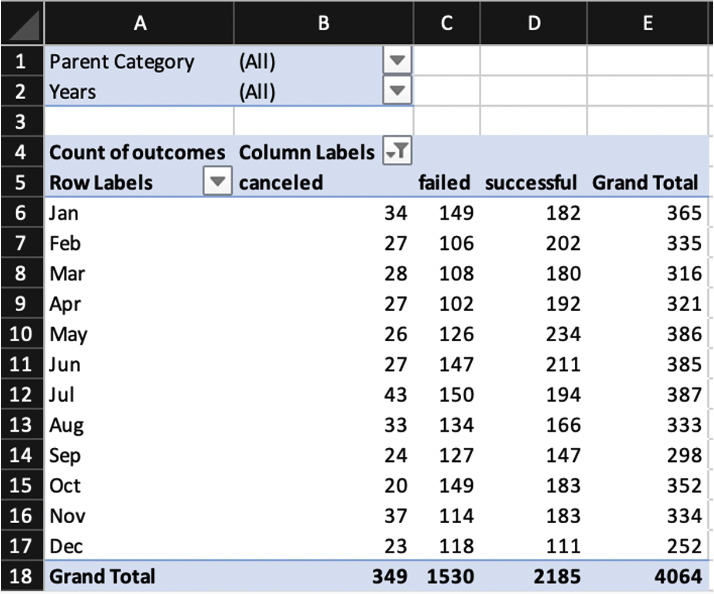 A B C D E
1 Parent Category (All)
2 Years (All)
3
4 Count of outcomes Column Labels
5 Row Labels canceled failed successful Grand Total
6 Jan 34 149 182 365
7 Feb 27 106 202 335
8 Mar 28 108 180 316
9 Apr 27 102 192 321
10 May 26 126 234 386
11 Jun 27 147 211 385
12 Jul 43 150 194 387
13 Aug 33 134 166 333
14 Sep 24 127 147 298
15 Oct 20 149 183 352
16 Nov 37 114 183 334
17 Dec 23 118 111 252
18 Grand Total 349 1530 2185 4064